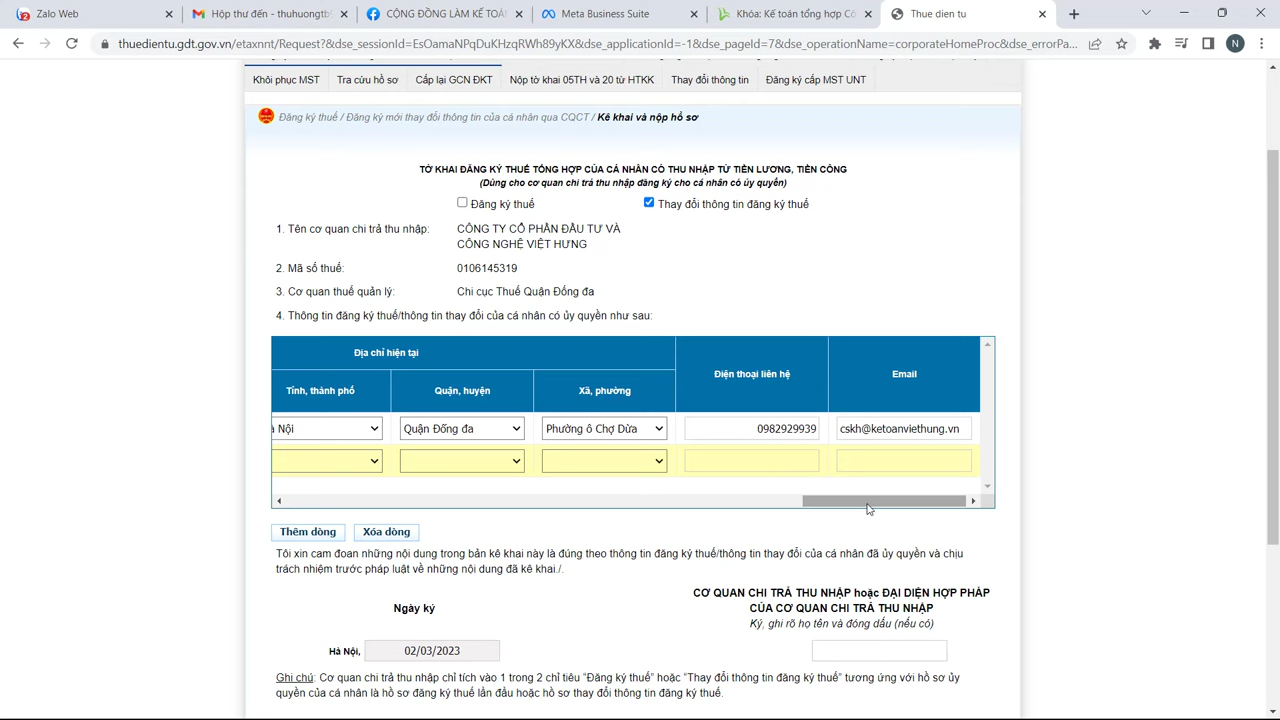 Zalo Web
Hộp thư đến - thuhuongtb
CỘNG ĐỒNG LÀM KẾ TOÁN
Meta Business Suite
Khóa: Kế toán tổng hợp Cô
Thue dien tu
thuedientu.gdt.gov.vn/etaxnnt/Request?&dse_sessionId=EsOamaINPqDuKHzqRWh89yKX&dse_applicationId=-1&dse_pageId=7&dse_operationName=corporateHomeProc&dse_errorPa...
N
Khôi phục MST
Tra cứu hồ sơ
Cấp lại GCN ĐKT
Nộp tờ khai 05TH và 20 từ HTKK
Thay đổi thông tin
Đăng ký cấp MST UNT
Đăng ký thuế / Đăng ký mới thay đổi thông tin của cá nhân qua CQCT / Kê khai và nộp hồ sơ
TỜ KHAI ĐĂNG KÝ THUẾ TỔNG HỢP CỦA CÁ NHÂN CÓ THU NHẬP TỪ TIỀN LƯƠNG, TIỀN CÔNG
(Dùng cho cơ quan chi trả thu nhập đăng ký cho cá nhân có ủy quyền)
Đăng ký thuế
Thay đổi thông tin đăng ký thuế
1. Tên cơ quan chi trả thu nhập:
CÔNG TY CỔ PHẦN ĐẦU TƯ VÀ
CÔNG NGHỆ VIỆT HƯNG
2. Mã số thuế:
0106145319
3. Cơ quan thuế quản lý:
Chi cục Thuế Quận Đống đa
4. Thông tin đăng ký thuế/thông tin thay đổi của cá nhân có ủy quyền như sau:
Địa chỉ hiện tại
Điện thoại liên hệ
Email
Tỉnh, thành phố
Quận, huyện
Xã, phường
Nội
Quận Đống đa
Phường ô Chợ Dừa
0982929939
cskh@ketoanviethung.vn
Thêm dòng
Xóa dòng
Tôi xin cam đoan những nội dung trong bản kê khai này là đúng theo thông tin đăng ký thuế/thông tin thay đổi của cá nhân đã ủy quyền và chịu
trách nhiệm trước pháp luật về những nội dung đã kê khai./.
CƠ QUAN CHI TRẢ THU NHẬP hoặc ĐẠI DIỆN HỢP PHÁP
CỦA CƠ QUAN CHI TRẢ THU NHẬP
Ngày ký
Ký, ghi rõ họ tên và đóng dấu (nếu có)
Hà Nội,
02/03/2023
Ghi chú: Cơ quan chi trả thu nhập chỉ tích vào 1 trong 2 chỉ tiêu “Đăng ký thuế” hoặc “Thay đổi thông tin đăng ký thuế” tương ứng với hồ sơ ủy
quyền của cá nhân là hồ sơ đăng ký thuế lần đầu hoặc hồ sơ thay đổi thông tin đăng ký thuế.